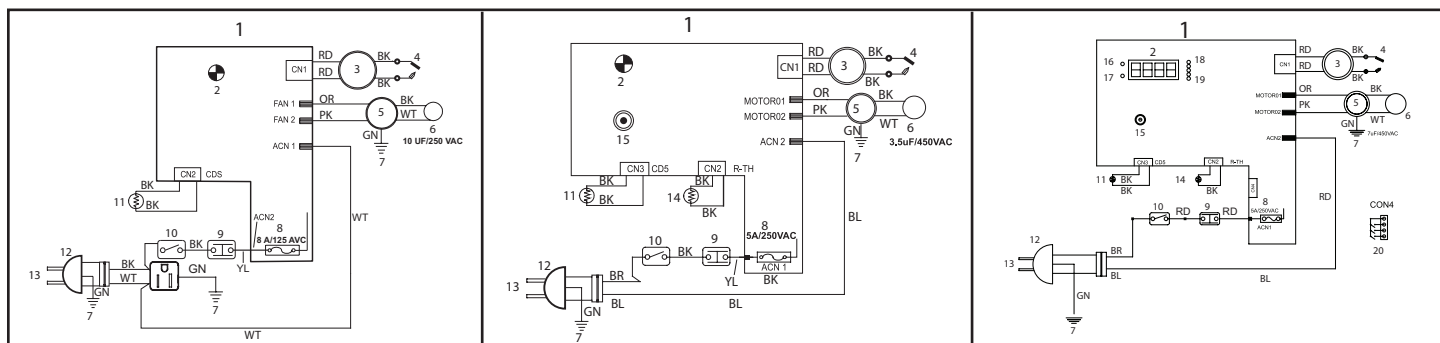 1
RD
BK
4
CN1
3
RD
BK
2
FAN 1
OR
BK
5
FAN 2
PK
WT
6
GN
10 UF/250 VAC
7
ACN 1
CN2
CDS
BK
11
BK
WT
ACN2
8
10
BK
9
8 A/125 AVC
YL
12
13
BK
WT
GN
GN
7
7
WT
1
RD
BK
4
CN1
3
RD
BK
2
MOTOR01
OR
BK
5
MOTOR02
PK
15
GN
WT
6
3.5uF/450VAC
7
ACN 2
CN3
CD5
CN2
R-TH
BK
BK
11
14
BK
BK
BL
8
10
BK
9
5A/250VAC
YL
ACN 1
BK
12
13
BR
BL
BL
GN
7
1
2
16
18
17
19
RD
BK
4
CN1
3
RD
BK
OR
BK
MOTOR01
5
PK
MOTOR02
WT
6
GN
7uF/450VAC
7
15
ACN2
CN3
CD5
CN2
R-TH
11
BK
BK
14
BK
BK
CN4
RD
8
10
RD
9
RD
5A/250VAC
ACN1
CON4
20
12
13
BR
BL
BL
GN
7